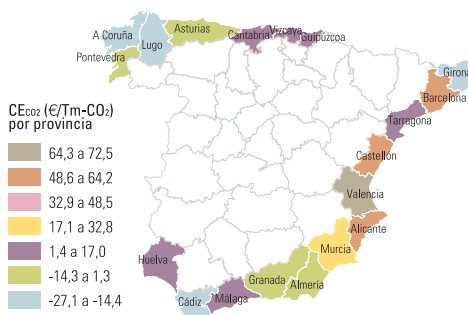 Asturias
Vizcaya
A Coruña
Cantabria
Guipúzcoa
Lugo
Pontevedra
Girona
Barcelona
CEco2 (€/Tm-CO2)
por provincia
Tarragona
64,3 a 72,5
Castellón
48,6 a 64,2
32,9 a 48,5
Valencia
17,1 a 32,8
Alicante
1,4 a 17,0
Murcia
Huelva
-14,3 a 1,3
Granada
Almería
-27,1 a -14,4
Cádiz
Málaga